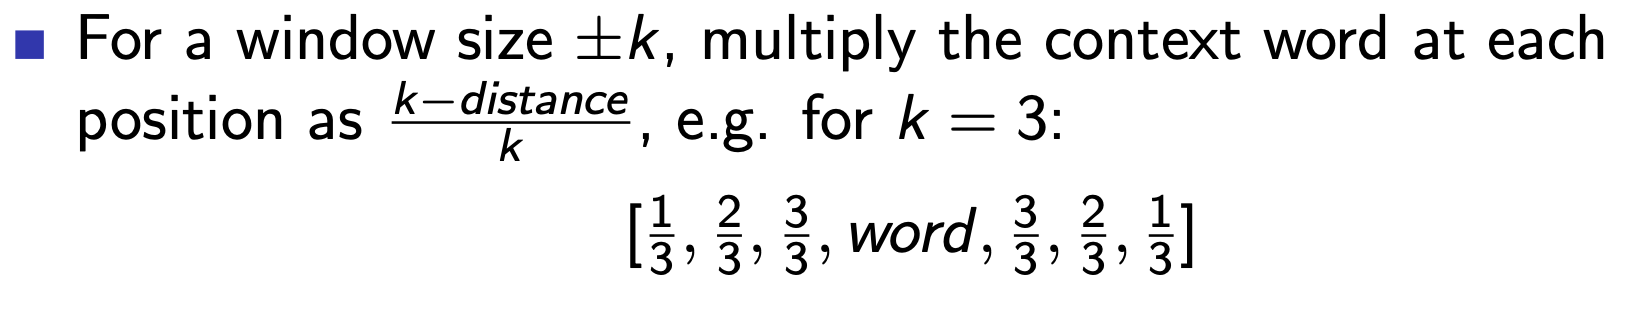 ■ For a window size ±k, multiply the context word at each
position as \frac{k-distance}{k}, e.g. for k = 3:
[\frac{1}{3}, \frac{2}{3}, \frac{3}{3}, word, \frac{3}{3}, \frac{2}{3}, \frac{1}{3}]